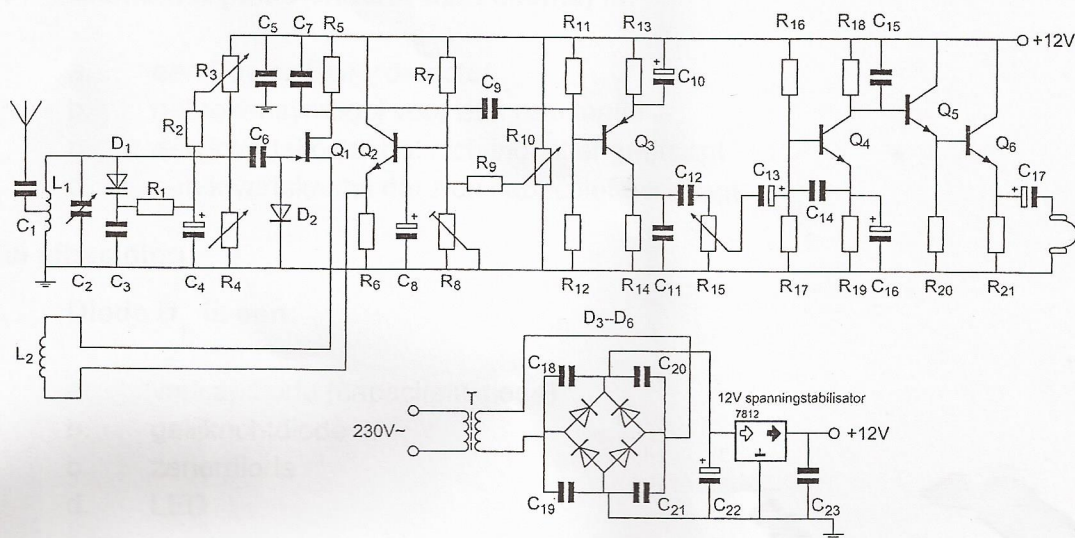 C5 C7 R5 R11 R13 R16 R18 C15
+12V
R3 R7 C9 C10
R2 R10 Q5
D1 C6 Q1 Q2 Q3 Q4 Q6
L1 R1 R9 C12 C13 C17
C1 D2 C14
C2 C3 C4 R4 R6 C8 R8 R12 R14 C11 R15 R17 R19 C16 R20 R21
L2
D3--D6
C18 C20
T
12V spanningstabilisator
7812
230V~
+12V
C19 C21 C22 C23